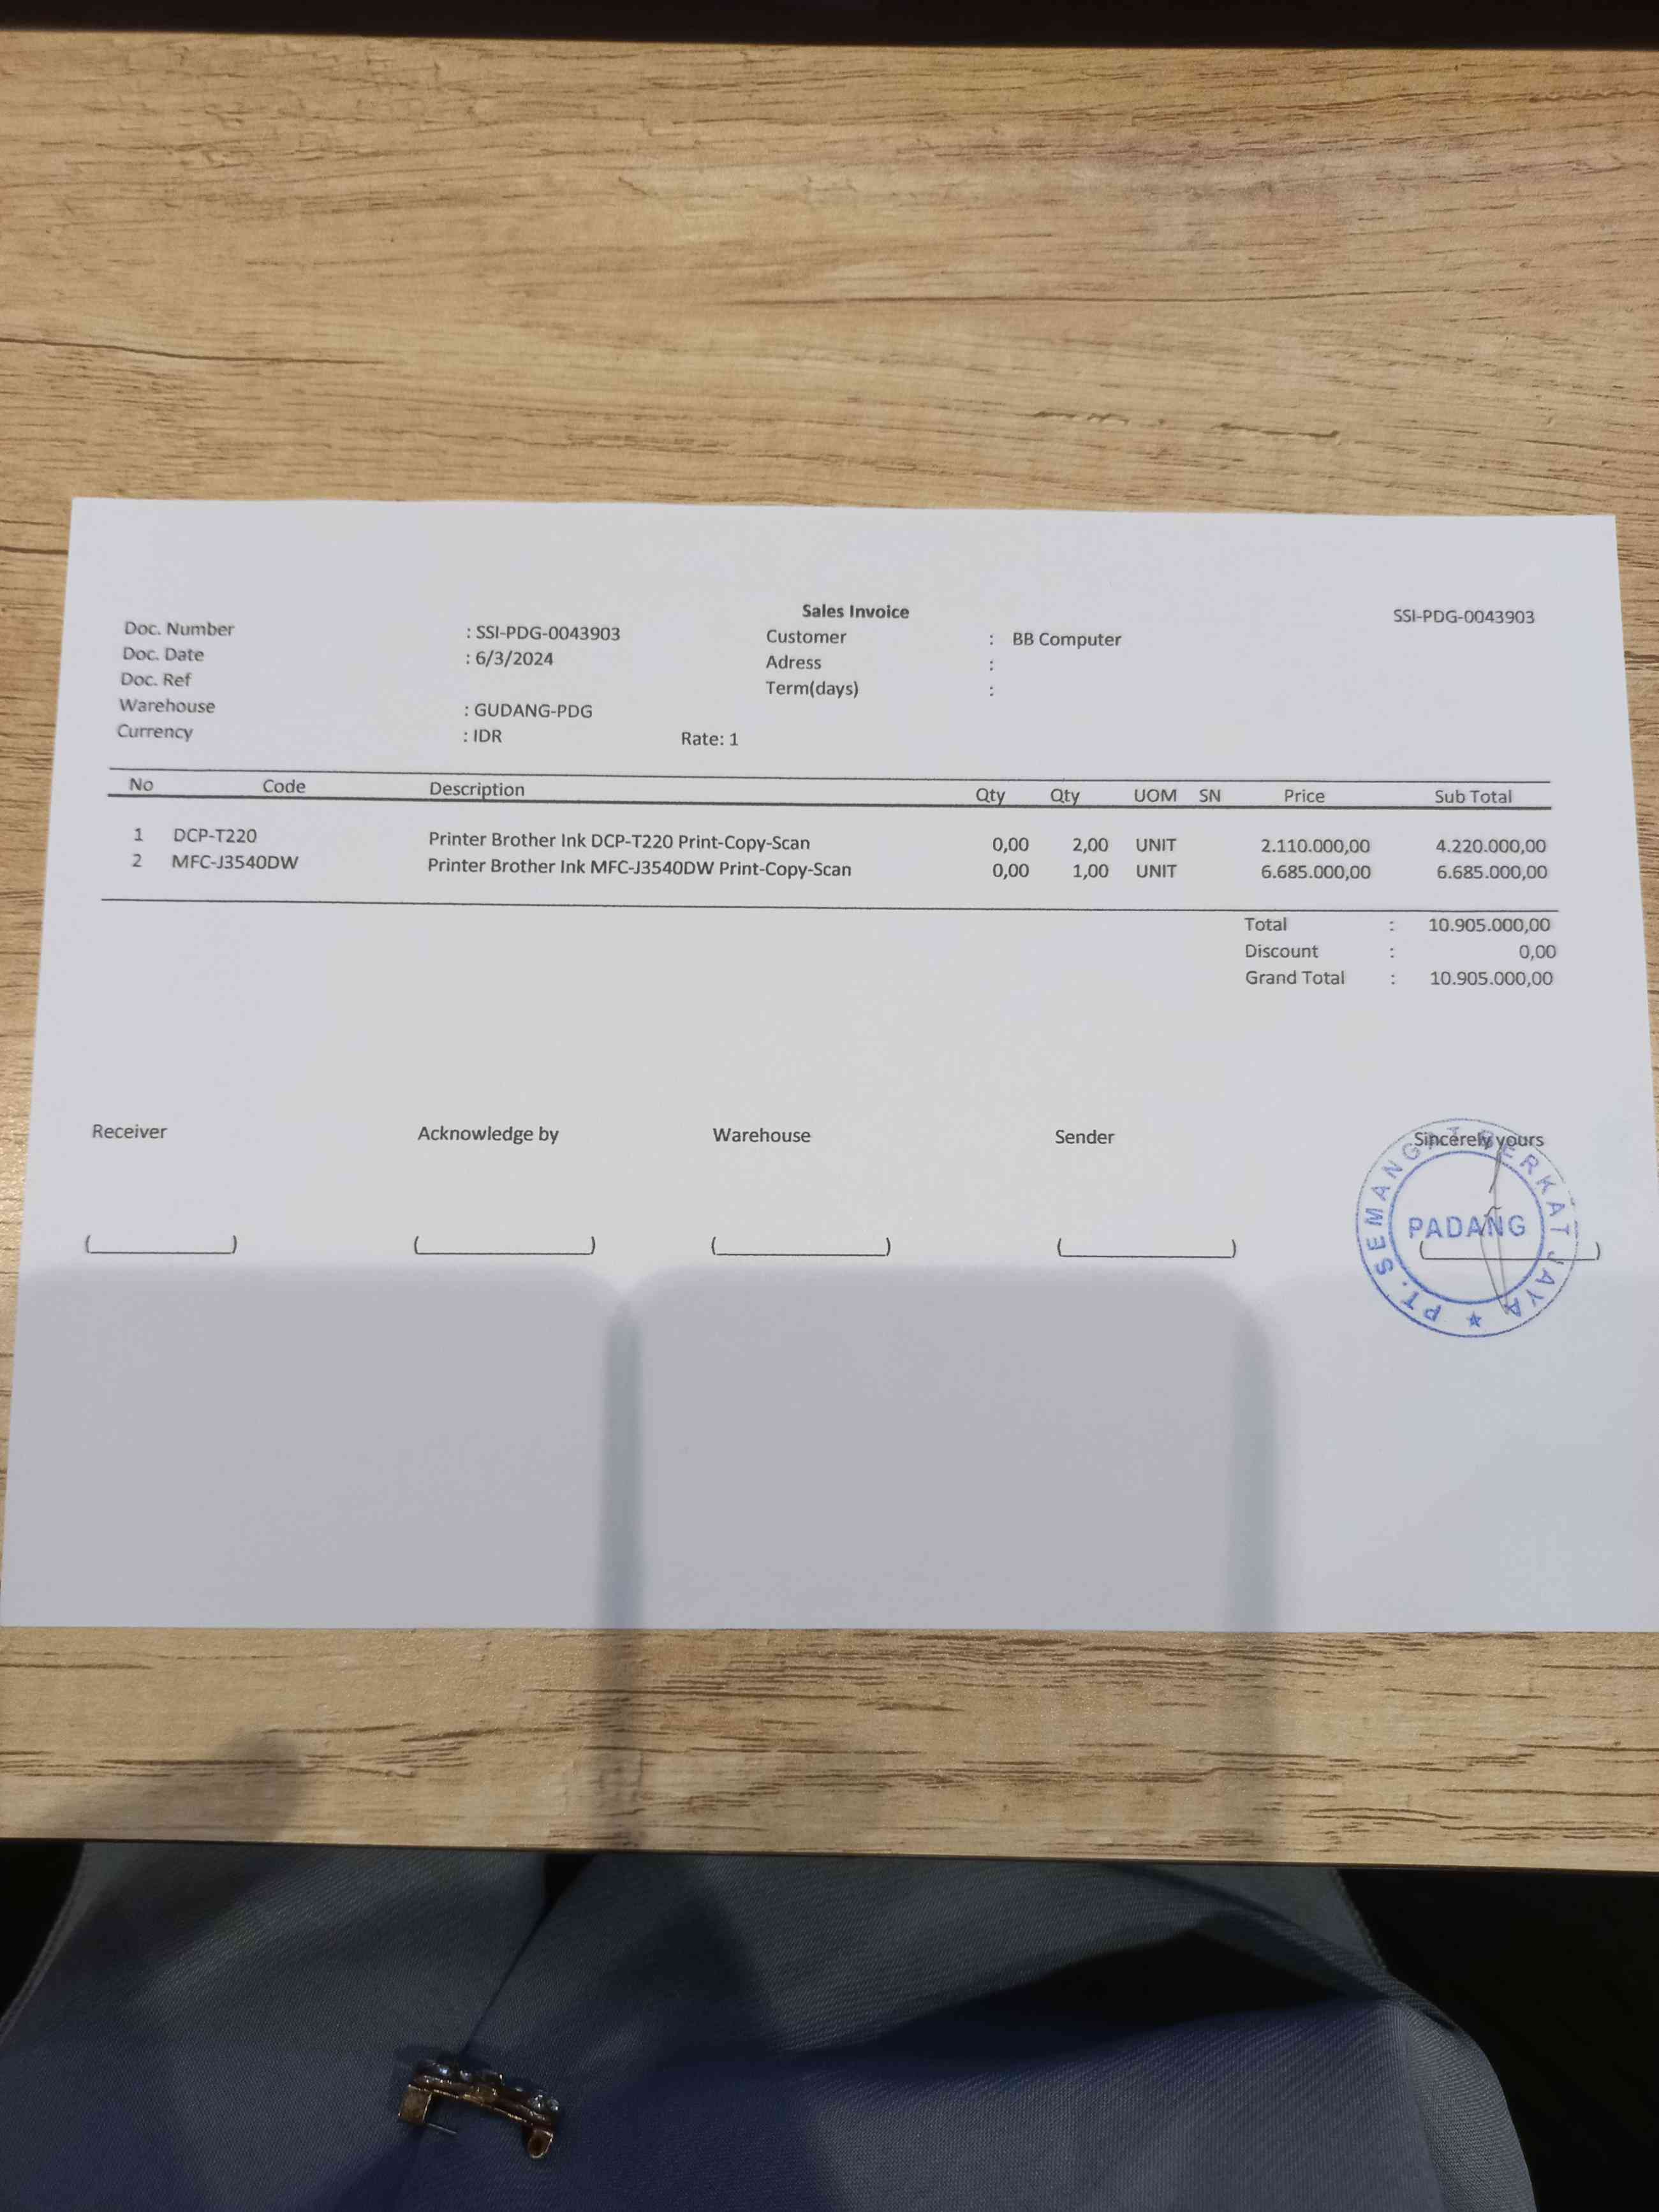 Sales Invoice
SSI-PDG-0043903
Doc. Number : SSI-PDG-0043903
Doc. Date : 6/3/2024
Doc. Ref
Warehouse : GUDANG-PDG
Currency : IDR Rate: 1
Customer : BB Computer
Adress :
Term(days) :
No Code Description Qty Qty UOM SN Price Sub Total
1 DCP-T220 Printer Brother Ink DCP-T220 Print-Copy-Scan 0,00 2,00 UNIT 2.110.000,00 4.220.000,00
2 MFC-J3540DW Printer Brother Ink MFC-J3540DW Print-Copy-Scan 0,00 1,00 UNIT 6.685.000,00 6.685.000,00
Total : 10.905.000,00
Discount : 0,00
Grand Total : 10.905.000,00
Receiver Acknowledge by Warehouse Sender Sincerely yours
PT. SEMANGAT BERKAT JAYA
PADANG